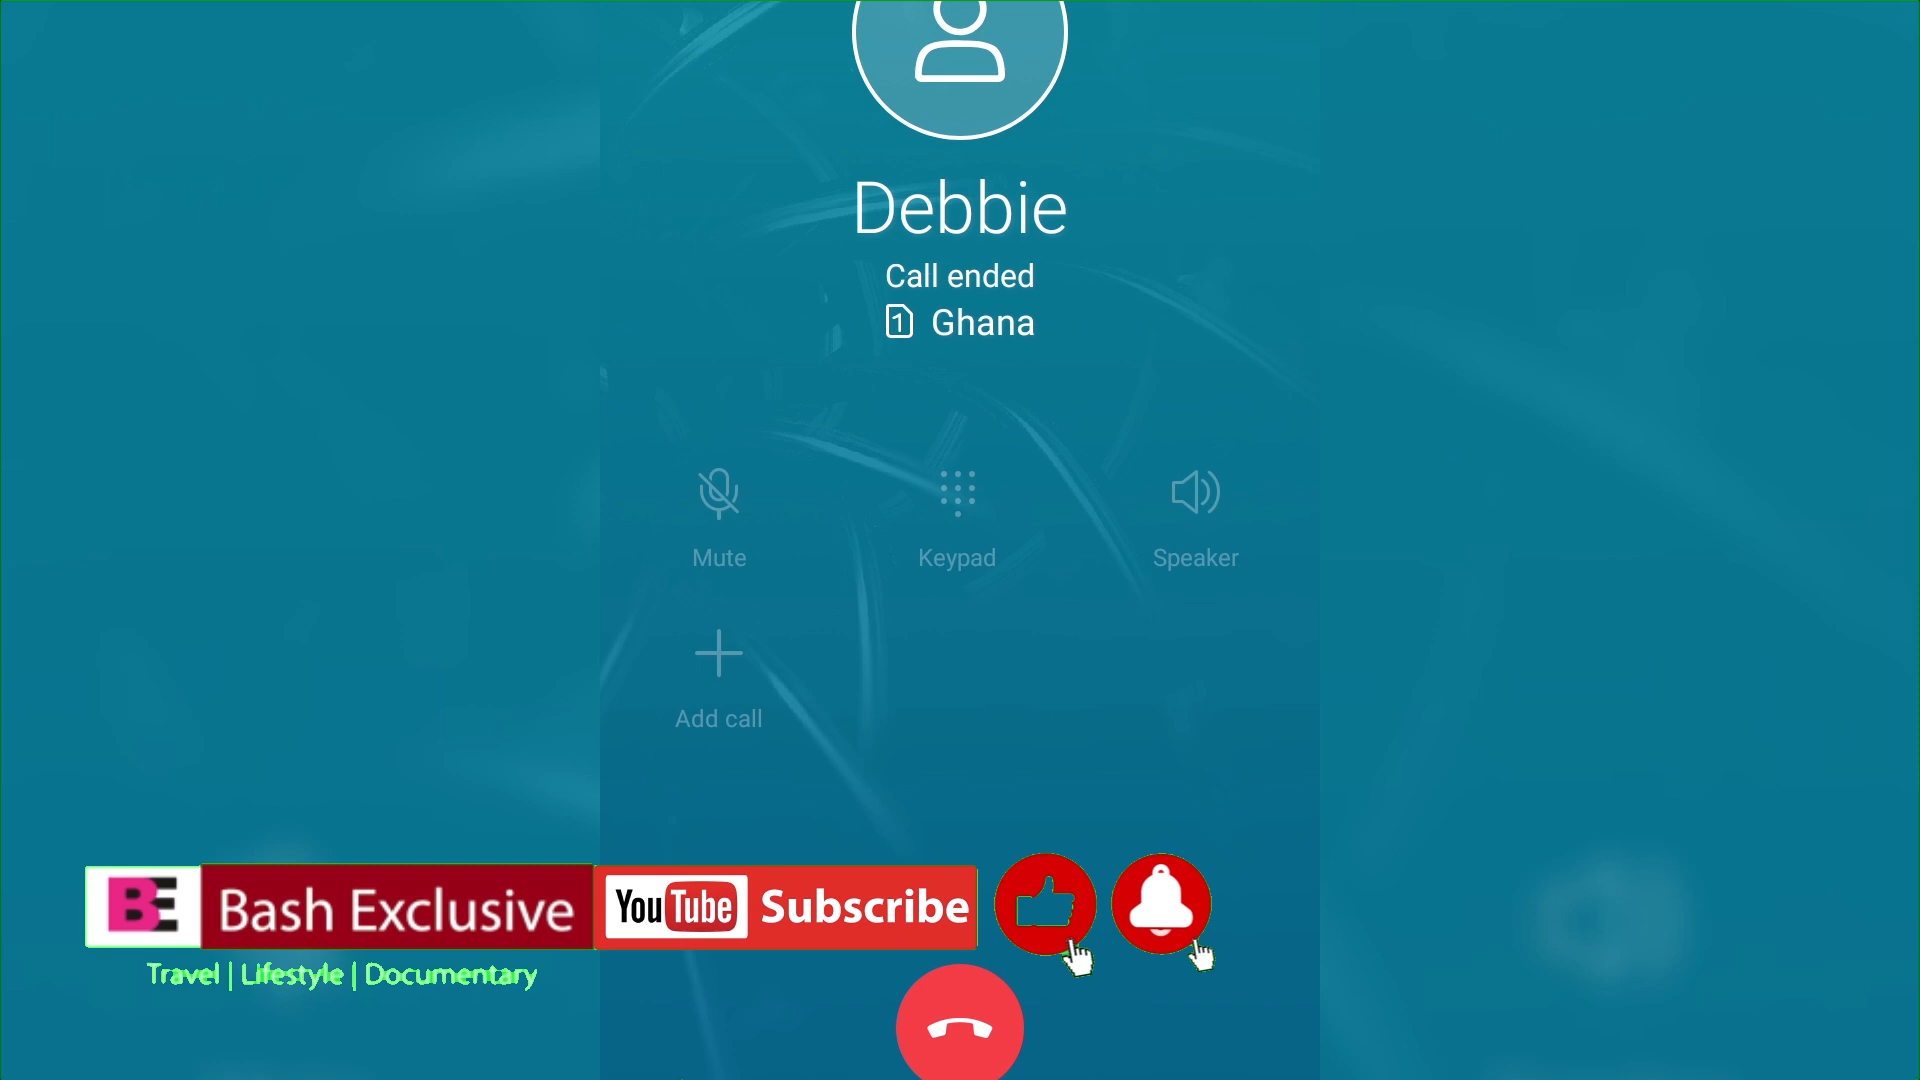 Debbie
Call ended
1 Ghana
Mute
Keypad
Speaker
Add call
BE Bash Exclusive YouTube Subscribe
Travel | Lifestyle | Documentary